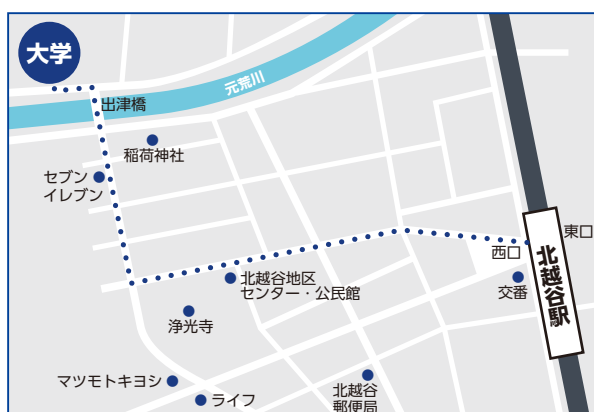 大学
元荒川
出津橋
稲荷神社
セブン
イレブン
東口
西口
北越谷駅
北越谷地区
センター・公民館
交番
浄光寺
マツモトキヨシ
ライフ
北越谷
郵便局